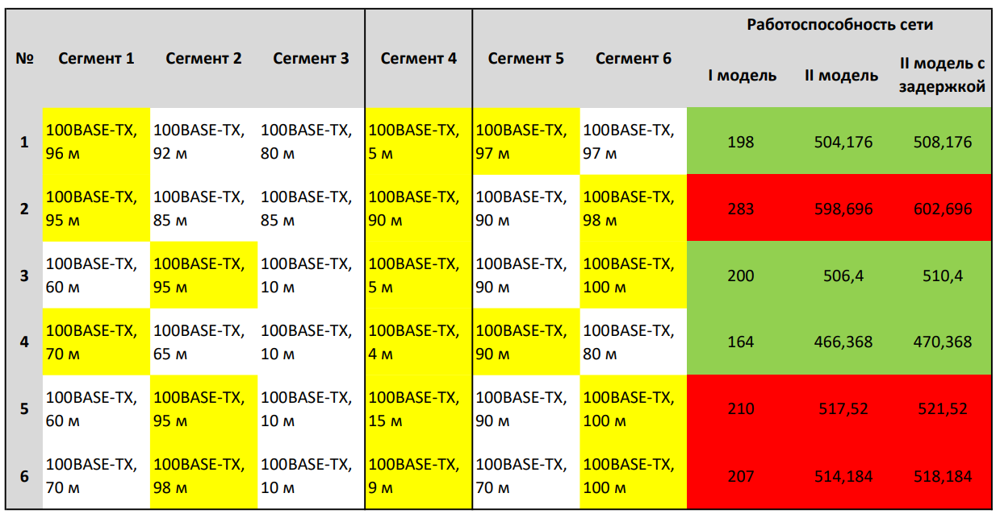 Работоспособность сети
№ Сегмент 1 Сегмент 2 Сегмент 3 Сегмент 4 Сегмент 5 Сегмент 6
I модель II модель II модель с
задержкой
1 100BASE-TX, 100BASE-TX, 100BASE-TX, 100BASE-TX, 100BASE-TX, 100BASE-TX, 198 504,176 508,176
96 м 92 м 80 м 5 м 97 м 97 м
2 100BASE-TX, 100BASE-TX, 100BASE-TX, 100BASE-TX, 100BASE-TX, 100BASE-TX, 283 598,696 602,696
95 м 85 м 85 м 90 м 90 м 98 м
3 100BASE-TX, 100BASE-TX, 100BASE-TX, 100BASE-TX, 100BASE-TX, 100BASE-TX, 200 506,4 510,4
60 м 95 м 10 м 5 м 90 м 100 м
4 100BASE-TX, 100BASE-TX, 100BASE-TX, 100BASE-TX, 100BASE-TX, 100BASE-TX, 164 466,368 470,368
70 м 65 м 10 м 4 м 90 м 80 м
5 100BASE-TX, 100BASE-TX, 100BASE-TX, 100BASE-TX, 100BASE-TX, 100BASE-TX, 210 517,52 521,52
60 м 95 м 10 м 15 м 90 м 100 м
6 100BASE-TX, 100BASE-TX, 100BASE-TX, 100BASE-TX, 100BASE-TX, 100BASE-TX, 207 514,184 518,184
70 м 98 м 10 м 9 м 70 м 100 м